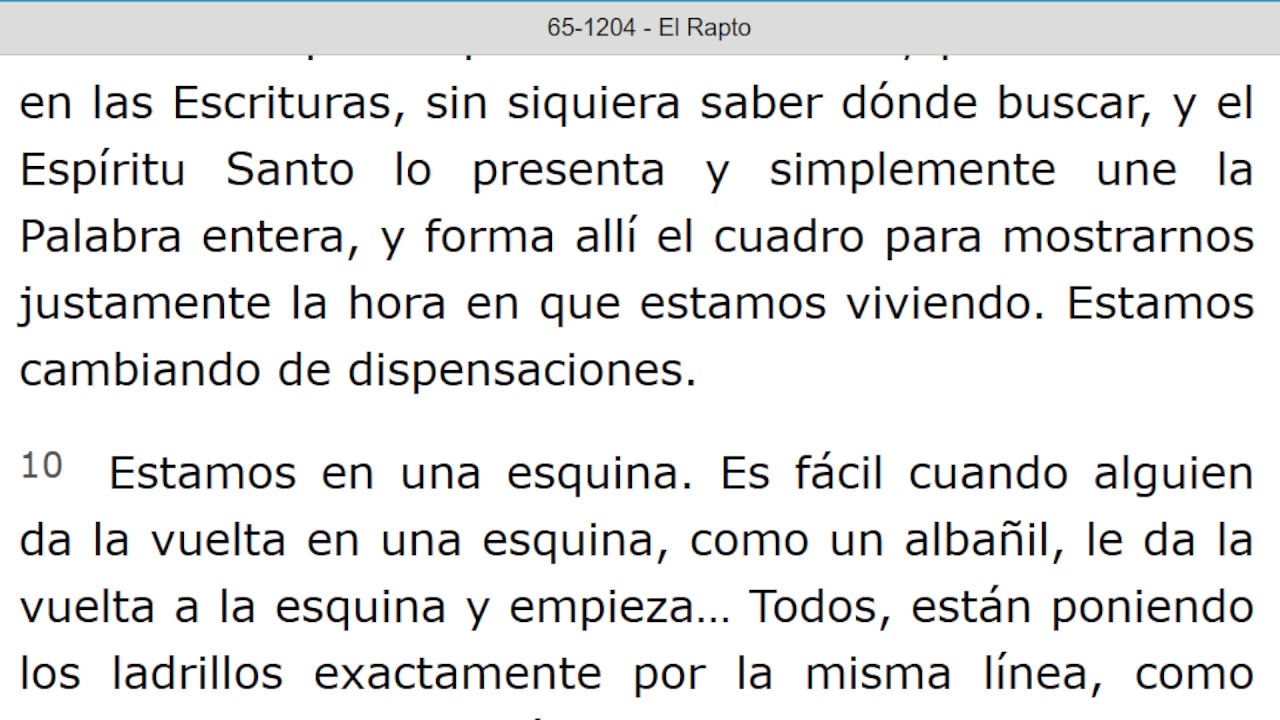 65-1204 - El Rapto
en las Escrituras, sin siquiera saber dónde buscar, y el
Espíritu Santo lo presenta y simplemente une la
Palabra entera, y forma allí el cuadro para mostrarnos
justamente la hora en que estamos viviendo. Estamos
cambiando de dispensaciones.
10 Estamos en una esquina. Es fácil cuando alguien
da la vuelta en una esquina, como un albañil, le da la
vuelta a la esquina y empieza... Todos, están poniendo
los ladrillos exactamente por la misma línea, como